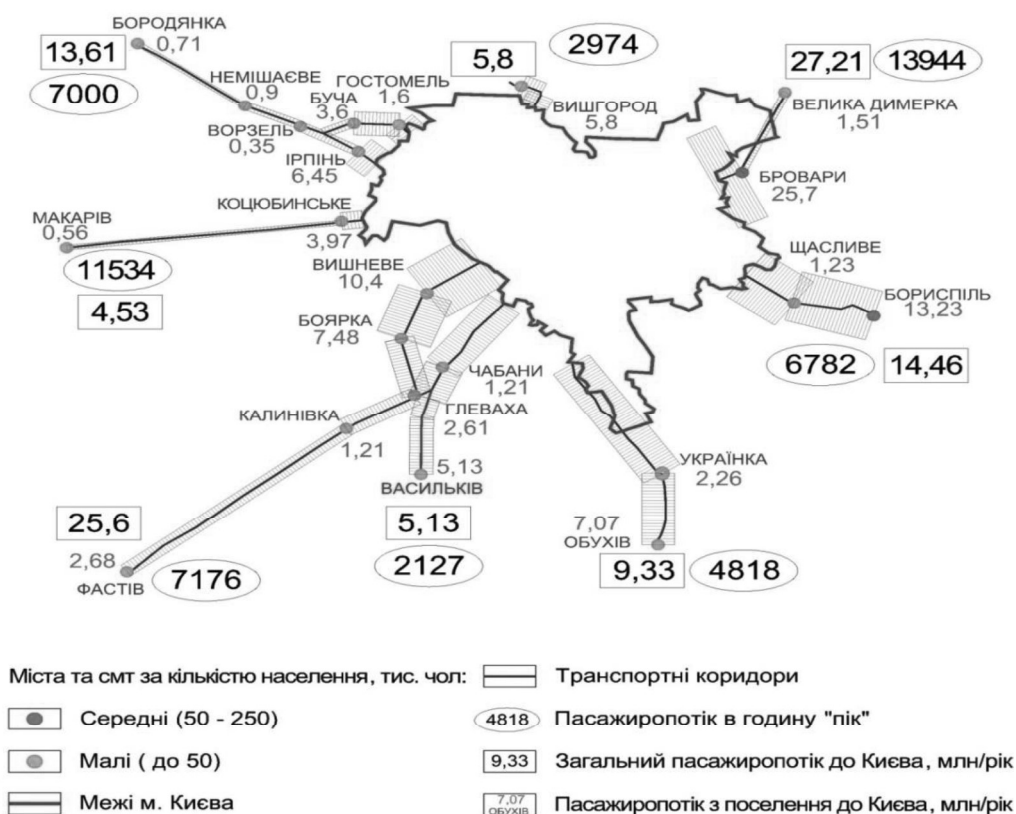 БОРОДЯНКА
0,71
13,61
7000
НЕМІШАЄВЕ
0,9
ГОСТОМЕЛЬ
1,6
БУЧА
3,6
ВОРЗЕЛЬ
0,35
ІРПІНЬ
6,45
5,8
2974
ВИШГОРОД
5,8
27,21
13944
ВЕЛИКА ДИМЕРКА
1,51
БРОВАРИ
25,7
КОЦЮБИНСЬКЕ
3,97
МАКАРІВ
0,56
11534
4,53
ВИШНЕВЕ
10,4
БОЯРКА
7,48
ЩАСЛИВЕ
1,23
БОРИСПІЛЬ
13,23
6782
14,46
ЧАБАНИ
1,21
ГЛЕВАХА
2,61
КАЛИНІВКА
1,21
5,13
ВАСИЛЬКІВ
5,13
2127
УКРАЇНКА
2,26
7,07
ОБУХІВ
9,33
4818
25,6
2,68
ФАСТІВ
7176
Міста та смт за кількістю населення, тис. чол:
Середні (50 - 250)
Малі ( до 50)
Межі м. Києва
Транспортні коридори
4818 Пасажиропотік в годину "пік"
9,33 Загальний пасажиропотік до Києва, млн/рік
7,07
ОБУХІВ
Пасажиропотік з поселення до Києва, млн/рік